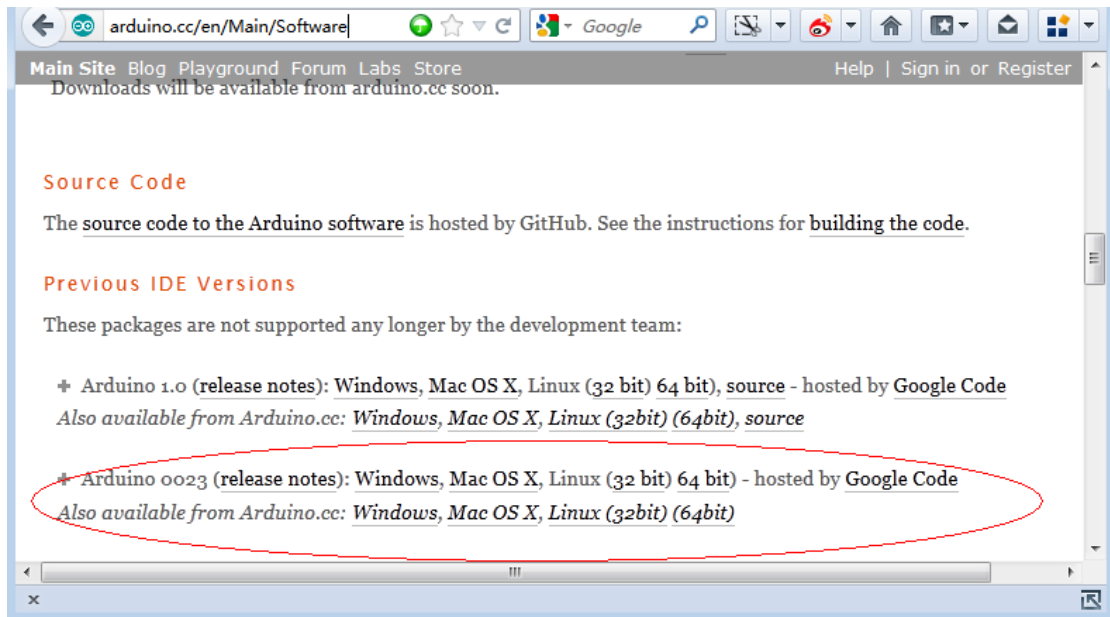 arduino.cc/en/Main/Software Google
Main Site Blog Playground Forum Labs Store Help | Sign in or Register
Downloads will be available from arduino.cc soon.
Source Code
The source code to the Arduino software is hosted by GitHub. See the instructions for building the code.
Previous IDE Versions
These packages are not supported any longer by the development team:
+ Arduino 1.0 (release notes): Windows, Mac OS X, Linux (32 bit) 64 bit), source - hosted by Google Code
Also available from Arduino.cc: Windows, Mac OS X, Linux (32bit) (64bit), source
+ Arduino 0023 (release notes): Windows, Mac OS X, Linux (32 bit) 64 bit) - hosted by Google Code
Also available from Arduino.cc: Windows, Mac OS X, Linux (32bit) (64bit)